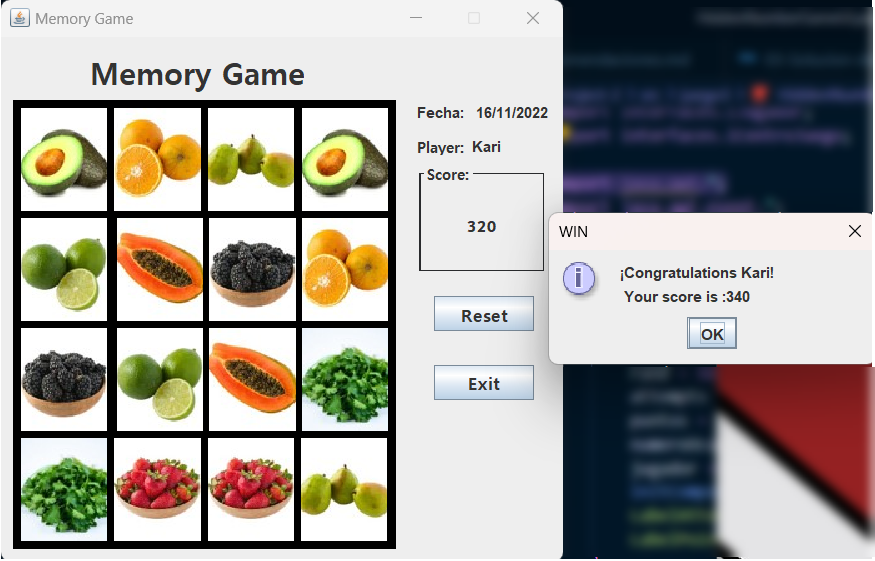 Memory Game
Memory Game
Fecha: 16/11/2022
Player: Kari
Score:
320
Reset
Exit
WIN
¡Congratulations Kari!
Your score is :340
OK